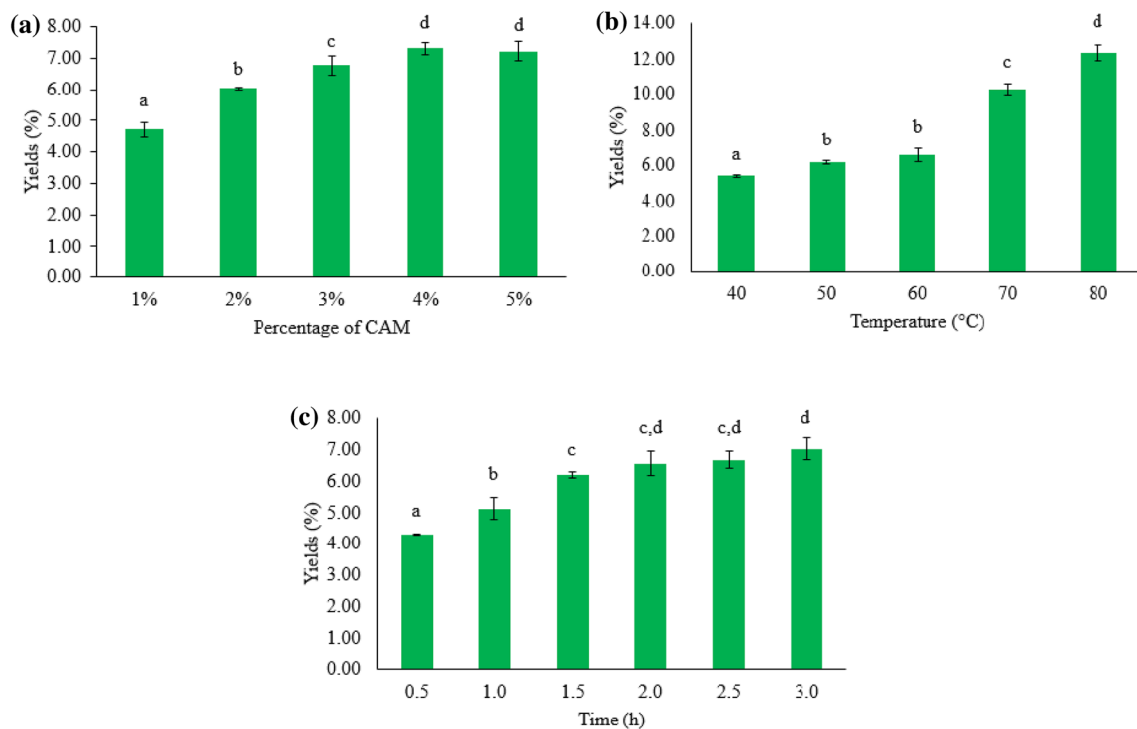 (a)
8.00
7.00
6.00
5.00
4.00
3.00
2.00
1.00
0.00
Yields (%)
a
b
c
d
d
1%
2%
3%
4%
5%
Percentage of CAM
(b)
14.00
12.00
10.00
8.00
6.00
4.00
2.00
0.00
Yields (%)
a
b
b
c
d
40
50
60
70
80
Temperature (°C)
(c)
8.00
7.00
6.00
5.00
4.00
3.00
2.00
1.00
0.00
Yields (%)
a
b
c
c,d
c,d
d
0.5
1.0
1.5
2.0
2.5
3.0
Time (h)